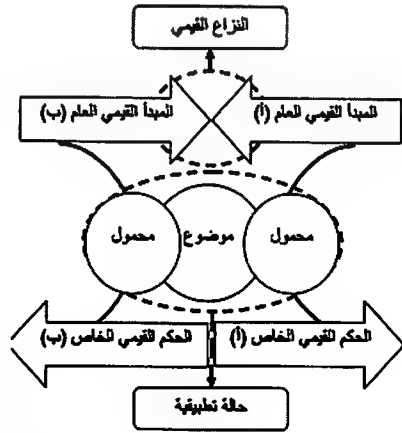 النزاع القيمي
المبدأ القيمي العام (أ)
المبدأ القيمي العام (ب)
محمول
موضوع
محمول
الحكم القيمي الخاص (أ)
الحكم القيمي الخاص (ب)
حالة تطبيقية